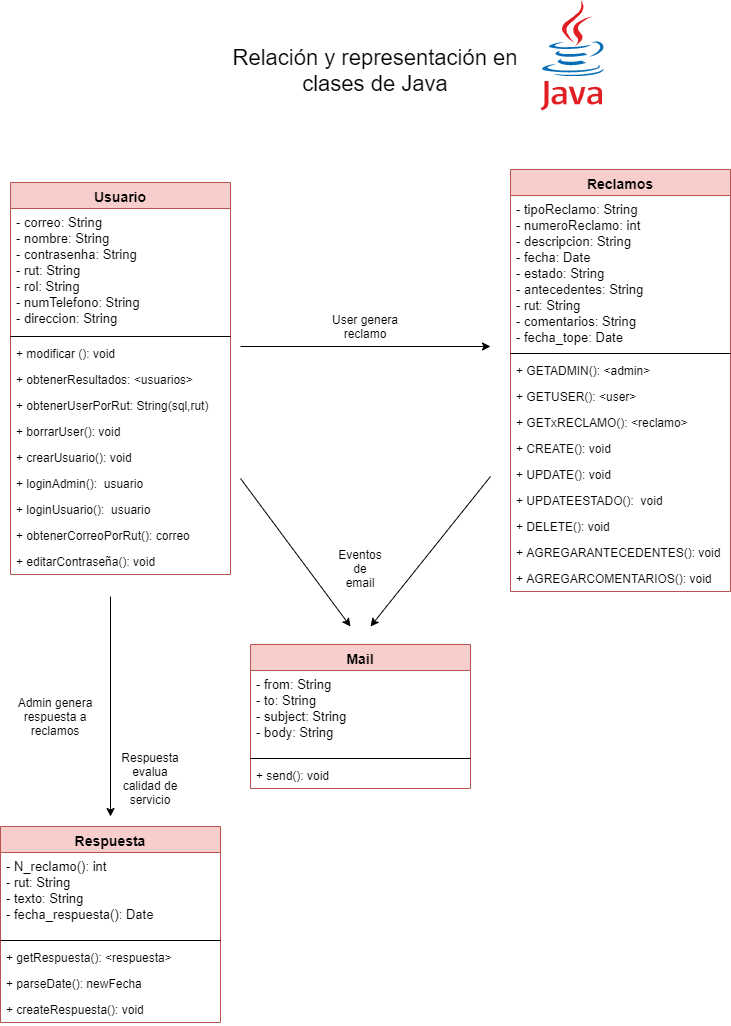 Relación y representación en
clases de Java
Java
Usuario
- correo: String
- nombre: String
- contrasenha: String
- rut: String
- rol: String
- numTelefono: String
- direccion: String
+ modificar (): void
+ obtenerResultados: <usuarios>
+ obtenerUserPorRut: String(sql,rut)
+ borrarUser(): void
+ crearUsuario(): void
+ loginAdmin():  usuario
+ loginUsuario():  usuario
+ obtenerCorreoPorRut(): correo
+ editarContraseña(): void
User genera
reclamo
Reclamos
- tipoReclamo: String
- numeroReclamo: int
- descripcion: String
- fecha: Date
- estado: String
- antecedentes: String
- rut: String
- comentarios: String
- fecha_tope: Date
+ GETADMIN(): <admin>
+ GETUSER(): <user>
+ GETxRECLAMO(): <reclamo>
+ CREATE(): void
+ UPDATE(): void
+ UPDATEESTADO():  void
+ DELETE(): void
+ AGREGARANTECEDENTES(): void
+ AGREGARCOMENTARIOS(): void
Eventos
de
email
Mail
- from: String
- to: String
- subject: String
- body: String
+ send(): void
Admin genera
respuesta a
reclamos
Respuesta
evalua
calidad de
servicio
Respuesta
- N_reclamo(): int
- rut: String
- texto: String
- fecha_respuesta(): Date
+ getRespuesta(): <respuesta>
+ parseDate(): newFecha
+ createRespuesta(): void